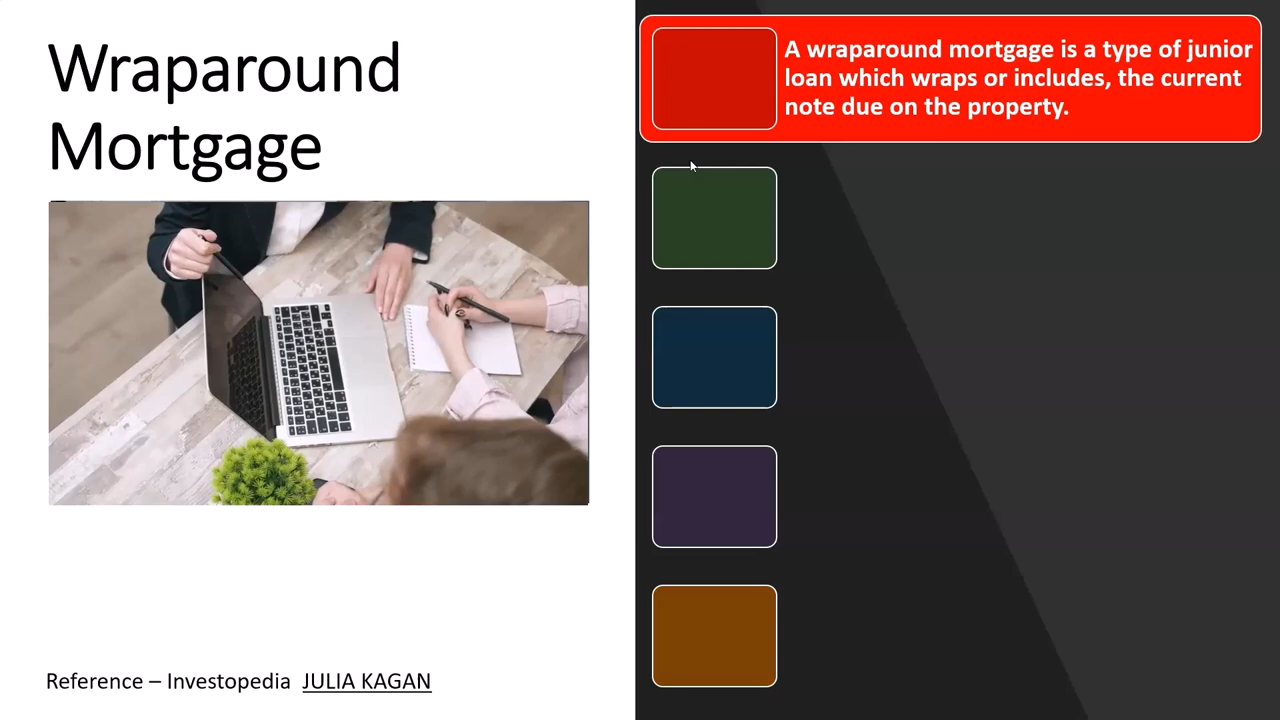 Wraparound
Mortgage
A wraparound mortgage is a type of junior
loan which wraps or includes, the current
note due on the property.
Reference – Investopedia JULIA KAGAN